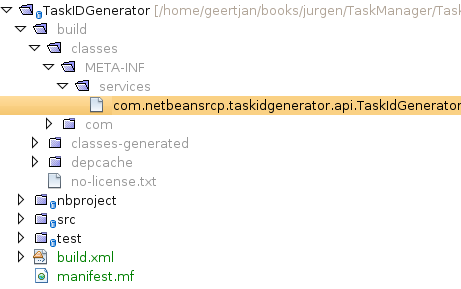 TaskIDGenerator [/home/geertjan/books/jurgen/TaskManager/Task
build
classes
META-INF
services
com.netbeansrcp.taskidgenerator.api.TaskIdGenerator
com
classes-generated
depcache
no-license.txt
nbproject
src
test
build.xml
manifest.mf